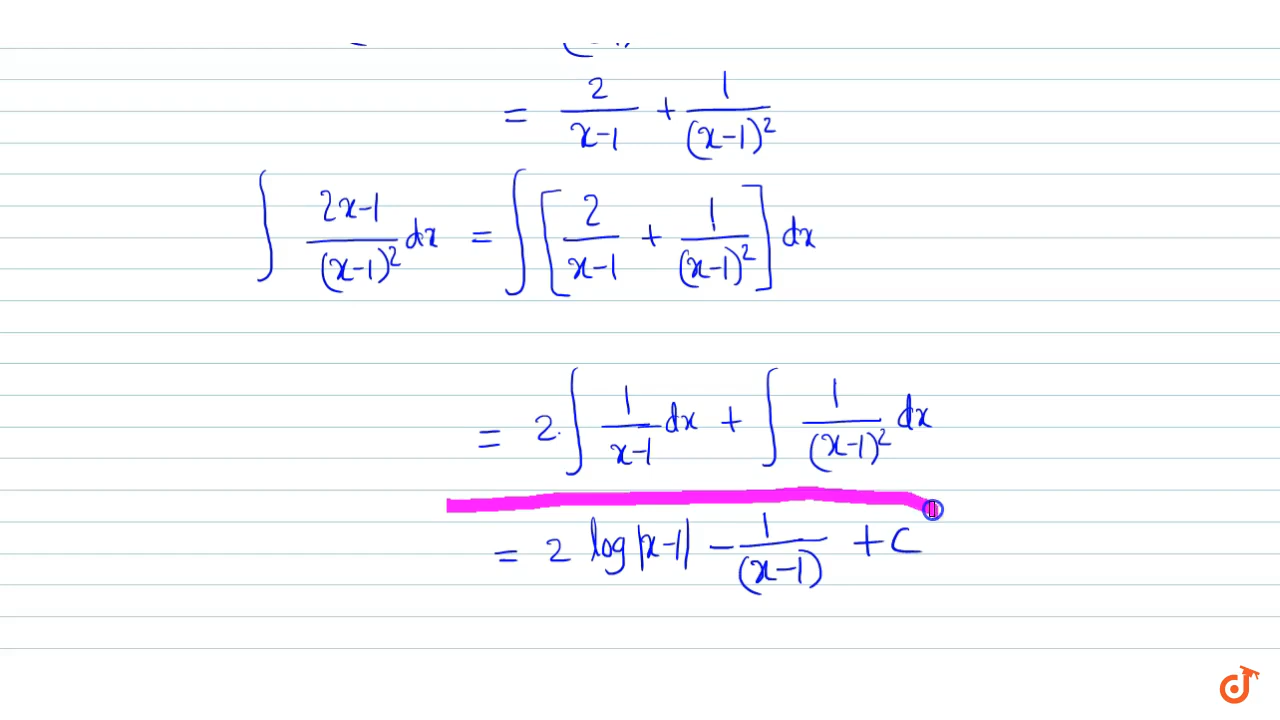 = 2/(x-1) + 1/(x-1)²
∫ (2x-1)/(x-1)² dx = ∫ [2/(x-1) + 1/(x-1)²] dx
= 2·∫ 1/(x-1) dx + ∫ 1/(x-1)² dx
= 2 log|x-1| - 1/(x-1) + C